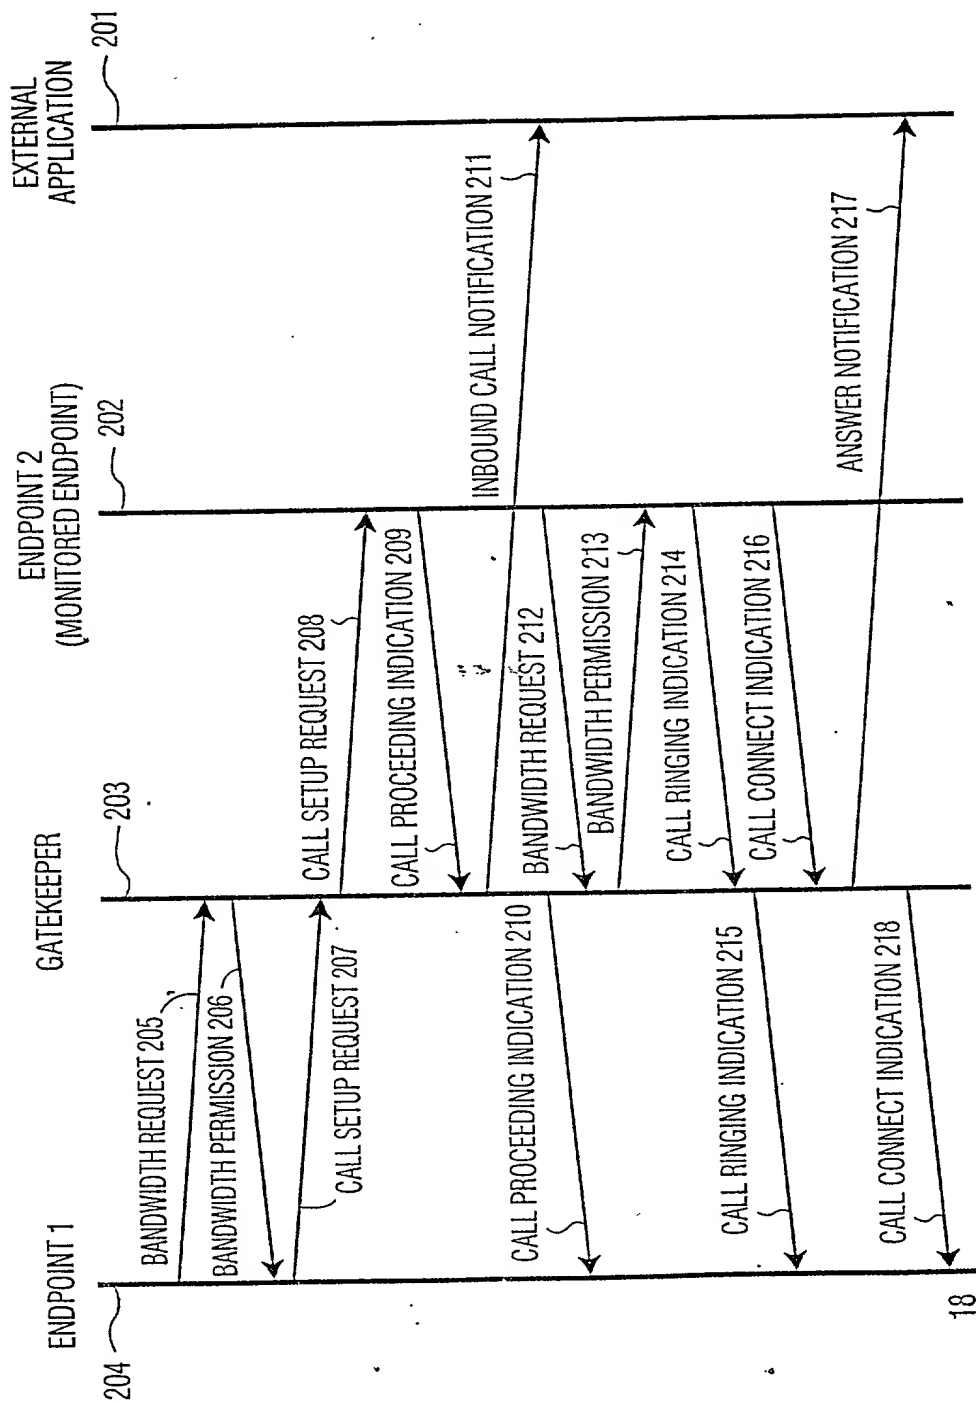 ENDPOINT 1
204
GATEKEEPER
203
ENDPOINT 2
(MONITORED ENDPOINT)
202
EXTERNAL
APPLICATION
201
BANDWIDTH REQUEST 205
BANDWIDTH PERMISSION 206
CALL SETUP REQUEST 207
CALL SETUP REQUEST 208
CALL PROCEEDING INDICATION 209
CALL PROCEEDING INDICATION 210
INBOUND CALL NOTIFICATION 211
BANDWIDTH REQUEST 212
BANDWIDTH PERMISSION 213
CALL RINGING INDICATION 214
CALL RINGING INDICATION 215
CALL CONNECT INDICATION 216
ANSWER NOTIFICATION 217
CALL CONNECT INDICATION 218
18